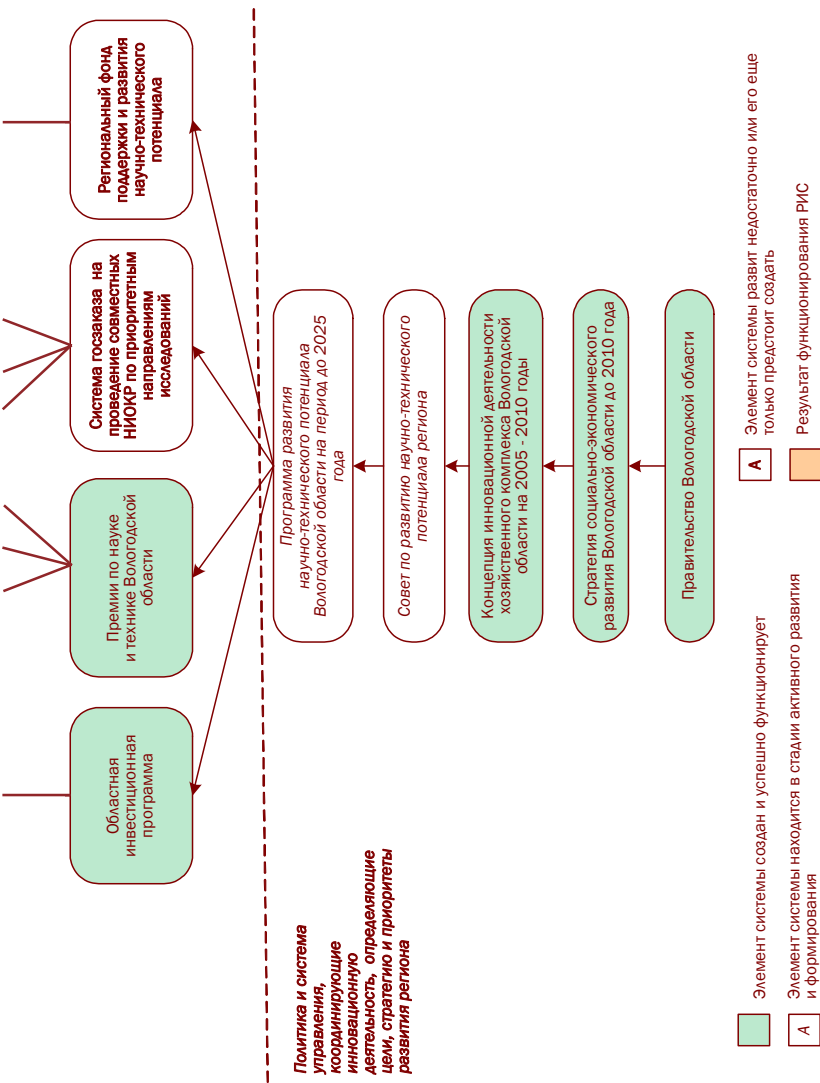 Областная
инвестиционная
программа
Премии по науке
и технике Вологодской
области
Система госзаказа на
проведение совместных
НИОКР по приоритетным
направлениям
исследований
Региональный фонд
поддержки и развития
научно-технического
потенциала
Политика и система
управления,
координирующие
инновационную
деятельность, определяющие
цели, стратегию и приоритеты
развития региона
Программа развития
научно-технического потенциала
Вологодской области на период до 2025
года
Совет по развитию научно-технического
потенциала региона
Концепция инновационной деятельности
хозяйственного комплекса Вологодской
области на 2005 - 2010 годы
Стратегия социально-экономического
развития Вологодской области до 2010 года
Правительство Вологодской области
Элемент системы создан и успешно функционирует
А
Элемент системы находится в стадии активного развития
и формирования
А
Элемент системы развит недостаточно или его еще
только предстоит создать
Результат функционирования РИС